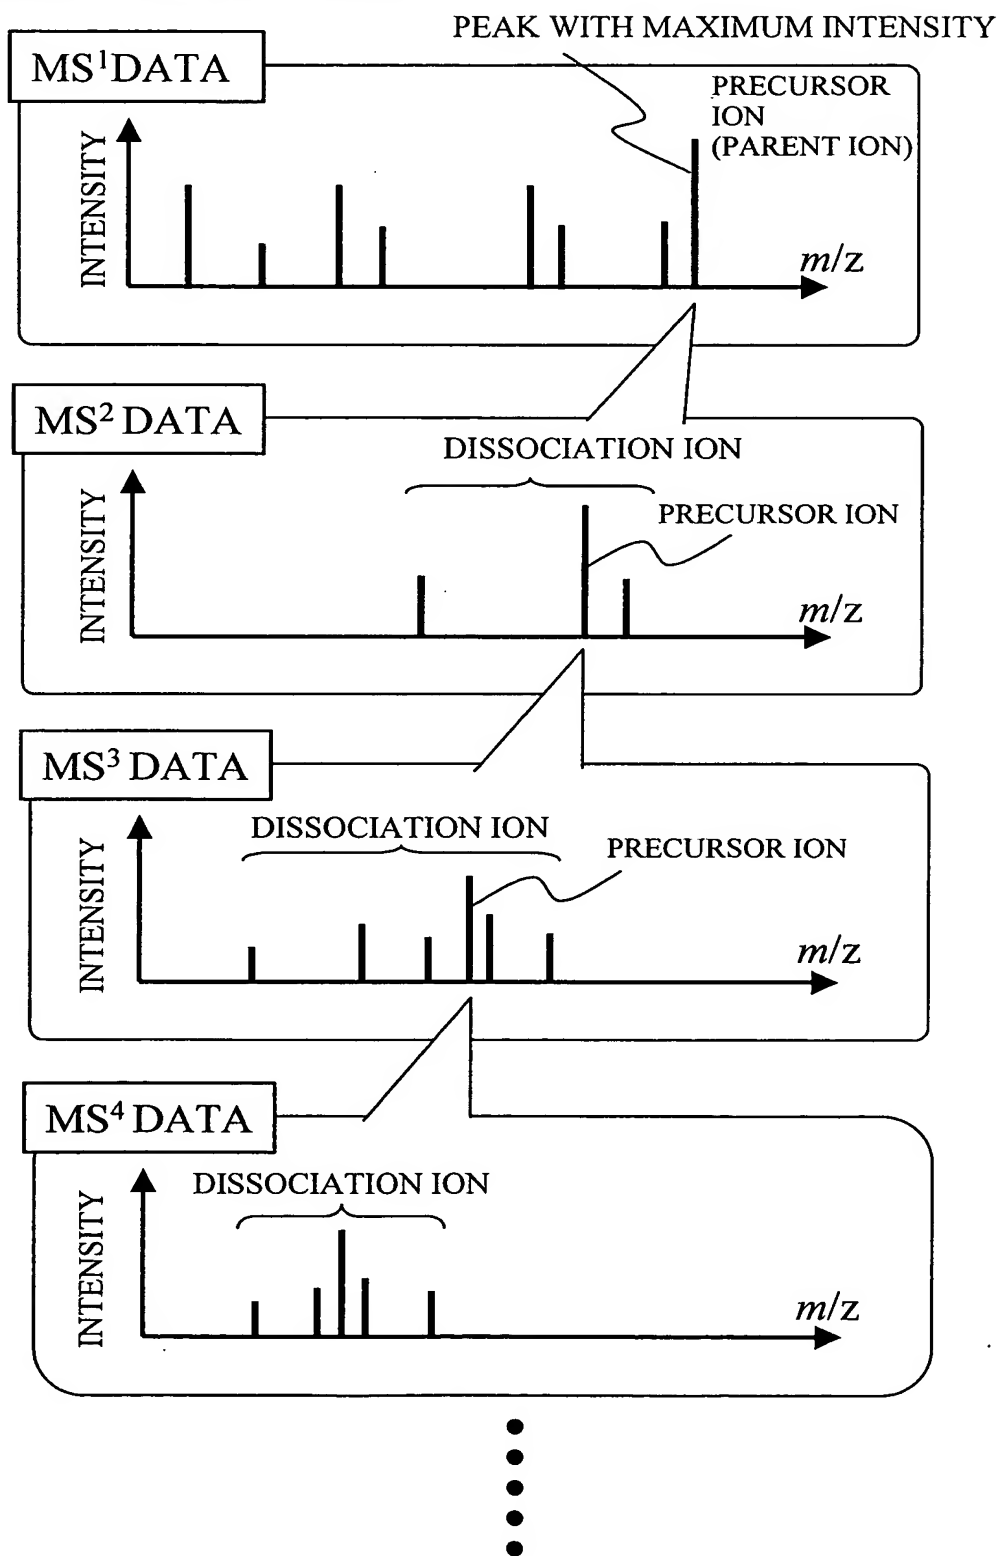 PEAK WITH MAXIMUM INTENSITY
MS¹DATA
PRECURSOR
ION
(PARENT ION)
INTENSITY
m/z
MS² DATA
DISSOCIATION ION
PRECURSOR ION
INTENSITY
m/z
MS³ DATA
DISSOCIATION ION
PRECURSOR ION
INTENSITY
m/z
MS⁴ DATA
DISSOCIATION ION
INTENSITY
m/z